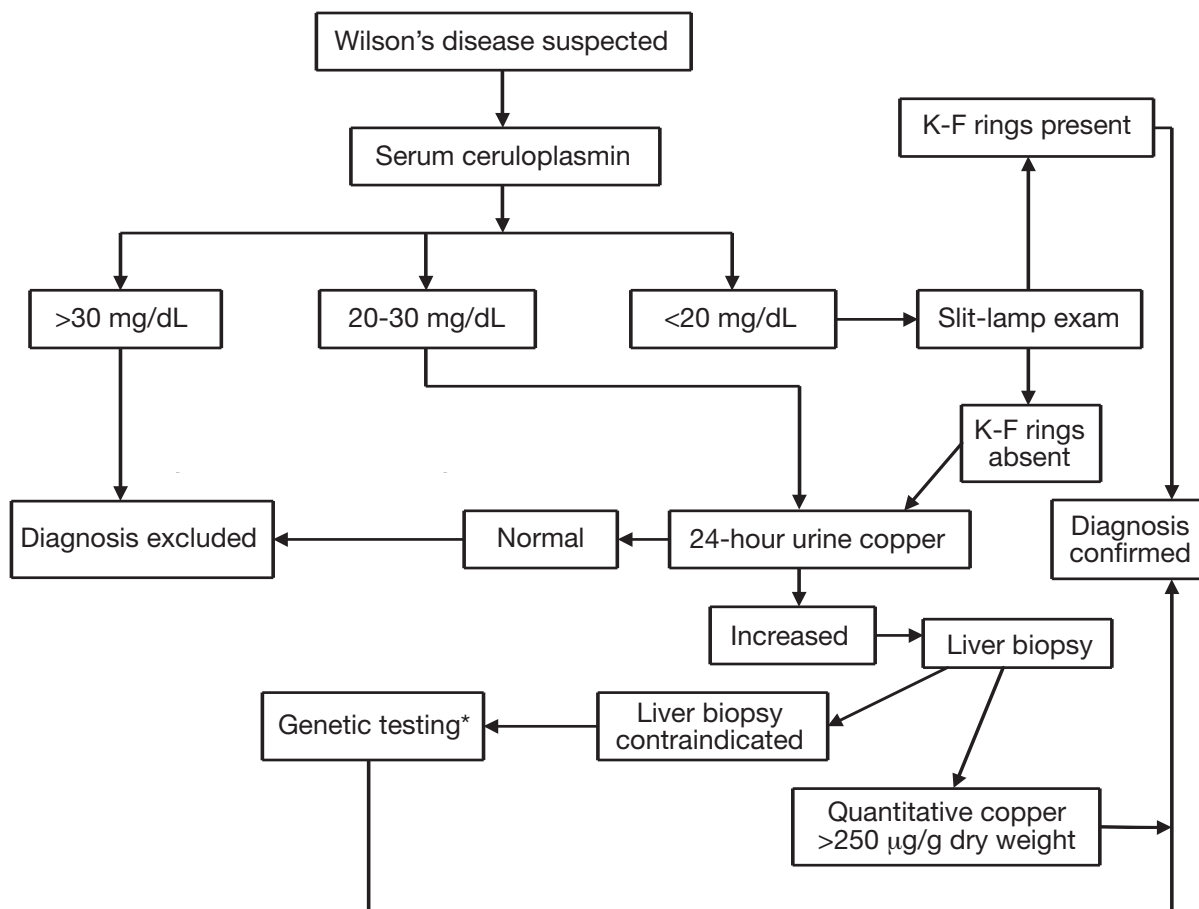 Wilson's disease suspected
K-F rings present
Serum ceruloplasmin
>30 mg/dL
20-30 mg/dL
<20 mg/dL
Slit-lamp exam
K-F rings
absent
Diagnosis excluded
Normal
24-hour urine copper
Diagnosis
confirmed
Increased
Liver biopsy
Genetic testing*
Liver biopsy
contraindicated
Quantitative copper
>250 μg/g dry weight